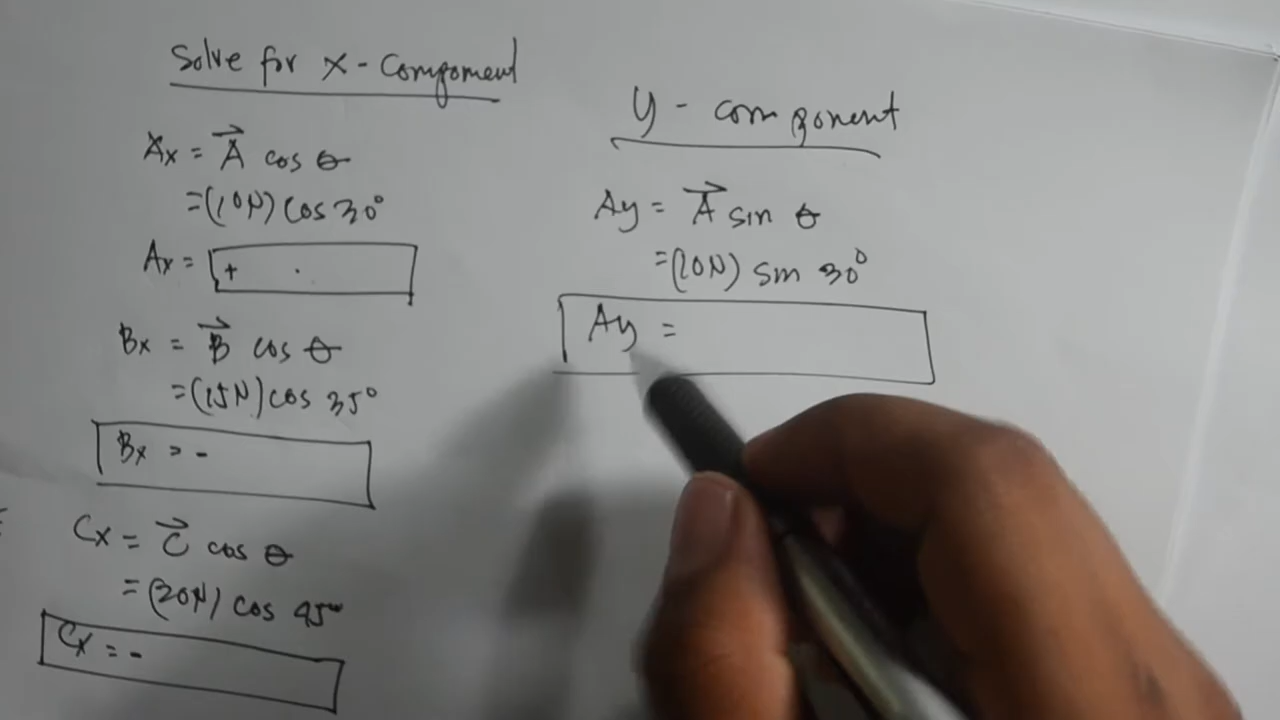 Solve for x - Component
Ax = A cos θ
= (10N) cos 30°
Ax = + .
Bx = B cos θ
= (15N) cos 35°
Bx = -
Cx = C cos θ
= (20N) cos 45°
Cx = -
y - component
Ay = A sin θ
= (10N) sin 30°
Ay =